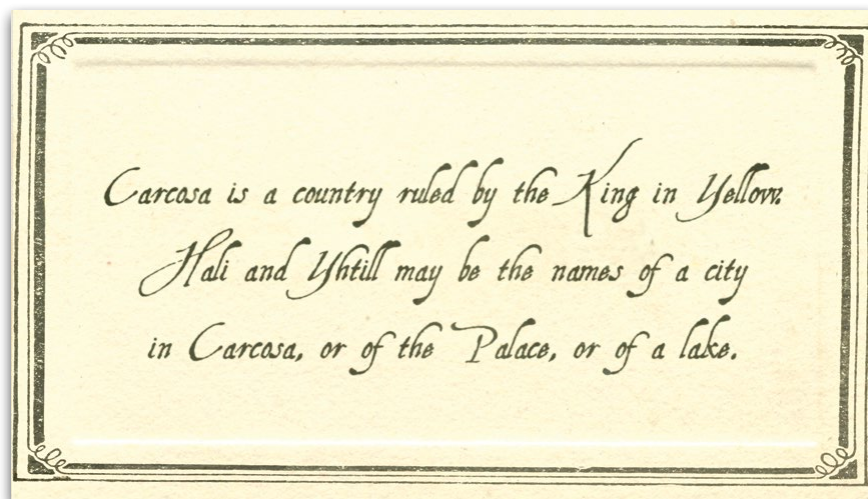 Carcosa is a country ruled by the King in Yellow.
Hali and Yhtill may be the names of a city
in Carcosa, or of the Palace, or of a lake.